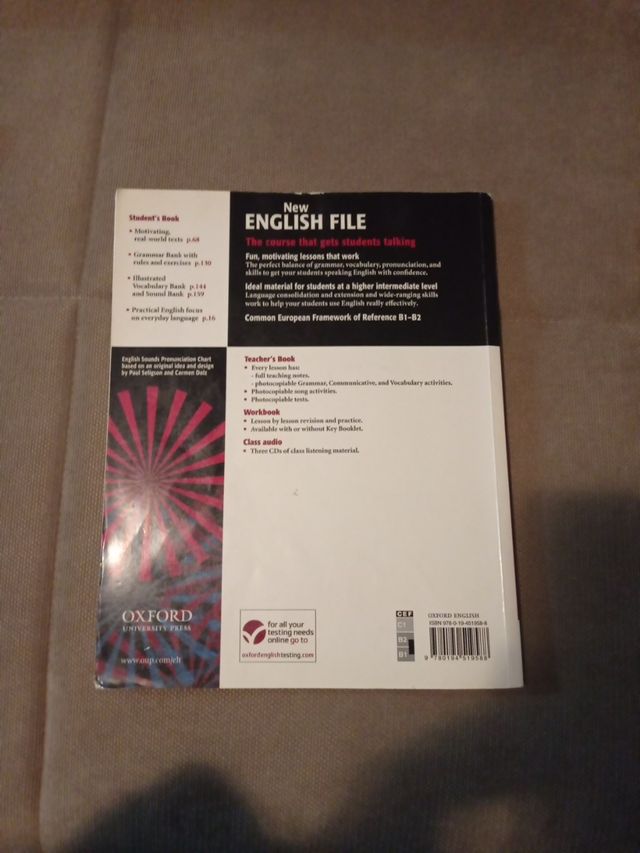 Student's Book
• Motivating,
real-world texts p.68
• Grammar Bank with
rules and exercises p.130
• Illustrated
Vocabulary Bank p.144
and Sound Bank p.159
• Practical English focus
on everyday language p.16
English Sounds Pronunciation Chart
based on an original idea and design
by Paul Seligson and Carmen Dolz
OXFORD
UNIVERSITY PRESS
www.oup.com/elt
New
ENGLISH FILE
The course that gets students talking
Fun, motivating lessons that work
The perfect balance of grammar, vocabulary, pronunciation, and
skills to get your students speaking English with confidence.
Ideal material for students at a higher intermediate level
Language consolidation and extension and wide-ranging skills
work to help your students use English really effectively.
Common European Framework of Reference B1–B2
Teacher's Book
• Every lesson has:
- full teaching notes,
- photocopiable Grammar, Communicative, and Vocabulary activities.
• Photocopiable song activities.
• Photocopiable tests.
Workbook
• Lesson by lesson revision and practice.
• Available with or without Key Booklet.
Class audio
• Three CDs of class listening material.
for all your
testing needs
online go to
oxfordenglishtesting.com
CEF
C1
B2
B1
OXFORD ENGLISH
ISBN 978-0-19-451958-8
9 780194 519588